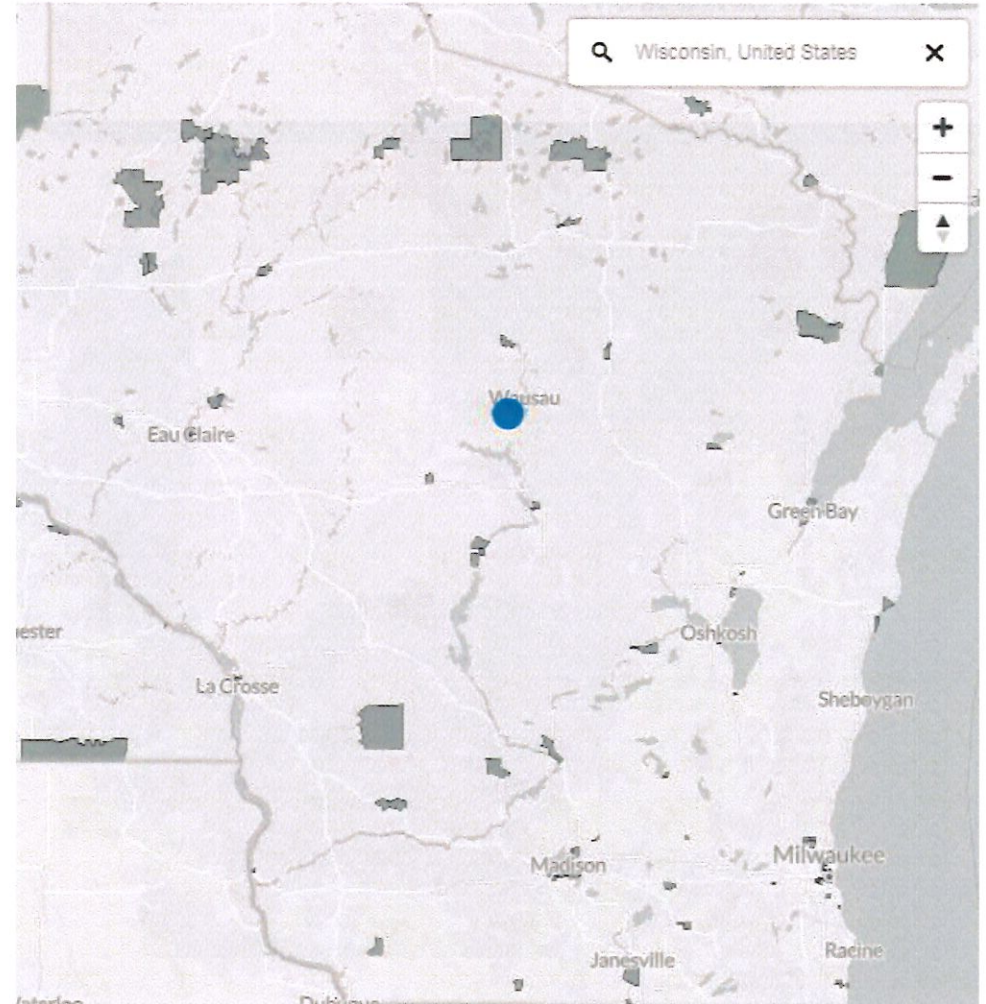 Wisconsin, United States
Wausau
Eau Claire
Green Bay
Oshkosh
La Crosse
Sheboygan
Madison
Milwaukee
Janesville
Racine